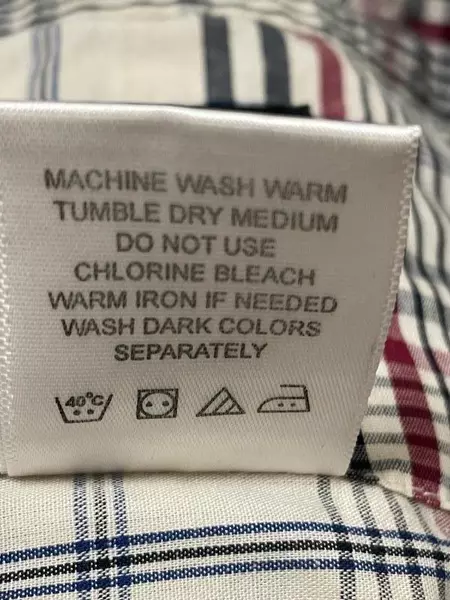 MACHINE WASH WARM
TUMBLE DRY MEDIUM
DO NOT USE
CHLORINE BLEACH
WARM IRON IF NEEDED
WASH DARK COLORS
SEPARATELY
40°C